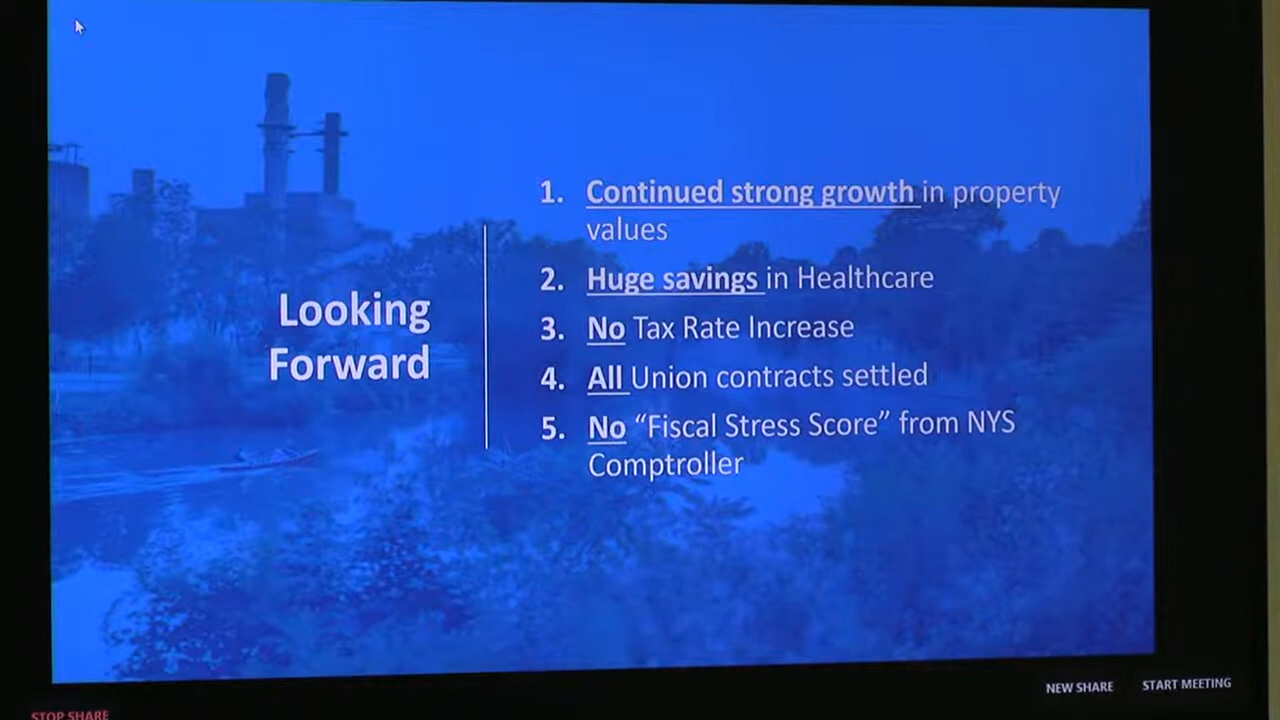 Looking
Forward
1. Continued strong growth in property
values
2. Huge savings in Healthcare
3. No Tax Rate Increase
4. All Union contracts settled
5. No “Fiscal Stress Score” from NYS
Comptroller
NEW SHARE START MEETING
STOP SHARE